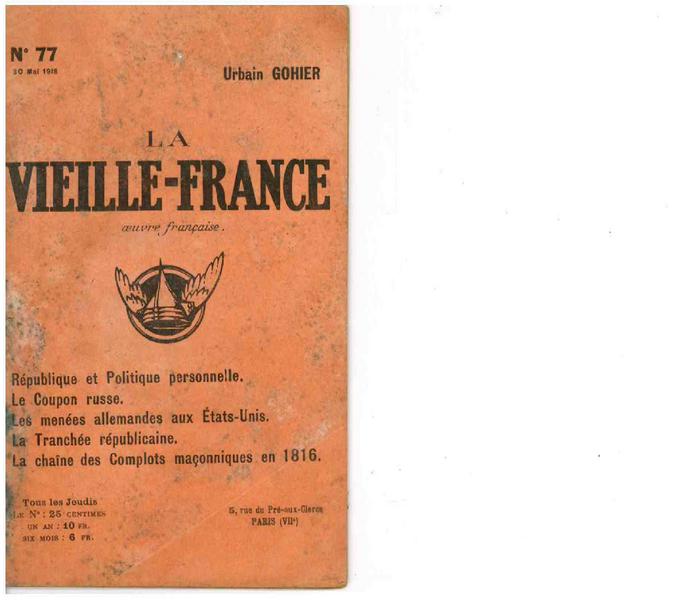 N° 77
30 Mai 1918
Urbain GOHIER
LA
VIEILLE-FRANCE
œuvre française.
République et Politique personnelle.
Le Coupon russe.
Les menées allemandes aux États-Unis.
La Tranchée républicaine.
La chaîne des Complots maçonniques en 1816.
Tous les Jeudis
LE N° : 25 CENTIMES
UN AN : 10 FR.
SIX MOIS : 6 FR.
5, rue du Pré-aux-Clercs
PARIS (VIIe)